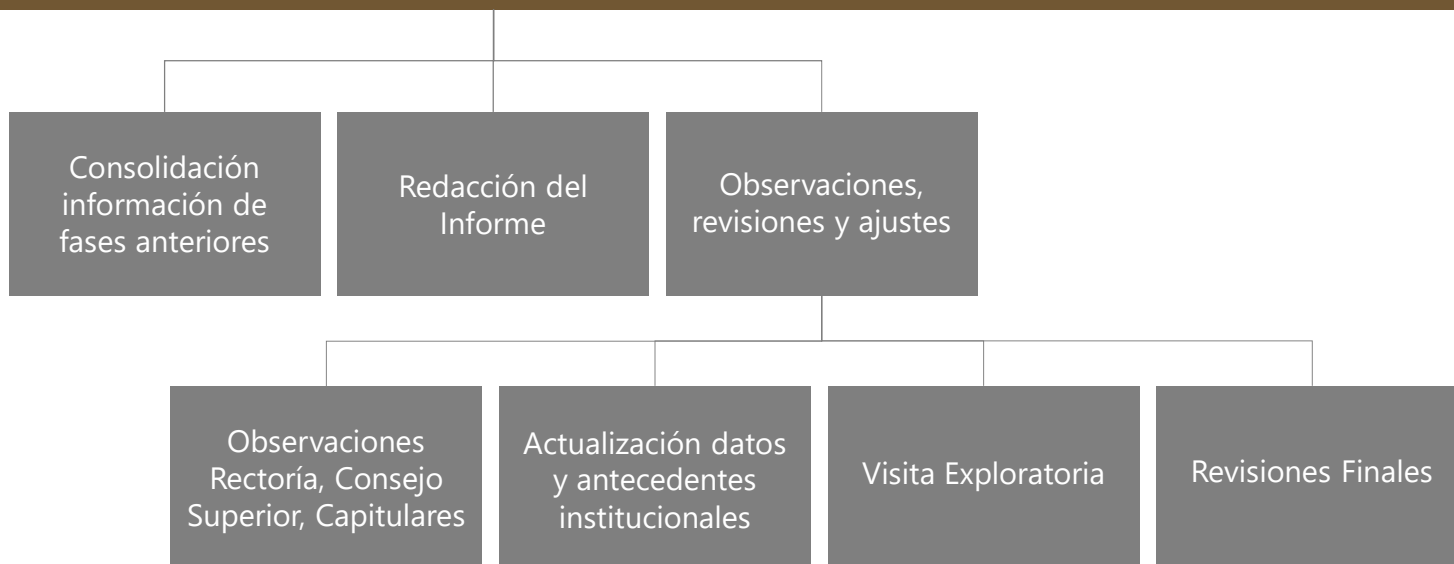 Consolidación
información de
fases anteriores
Redacción del
Informe
Observaciones,
revisiones y ajustes
Observaciones
Rectoría, Consejo
Superior, Capitulares
Actualización datos
y antecedentes
institucionales
Visita Exploratoria
Revisiones Finales